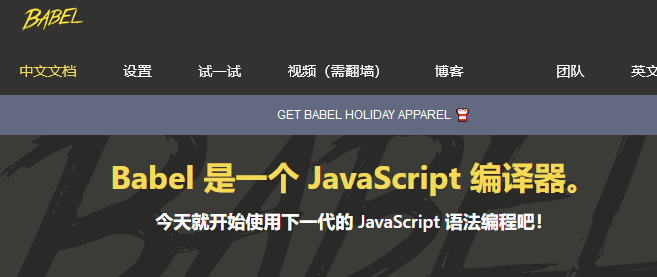 BABEL
中文文档 设置 试一试 视频（需翻墙） 博客 团队 英文
GET BABEL HOLIDAY APPAREL
Babel 是一个 JavaScript 编译器。
今天就开始使用下一代的 JavaScript 语法编程吧！